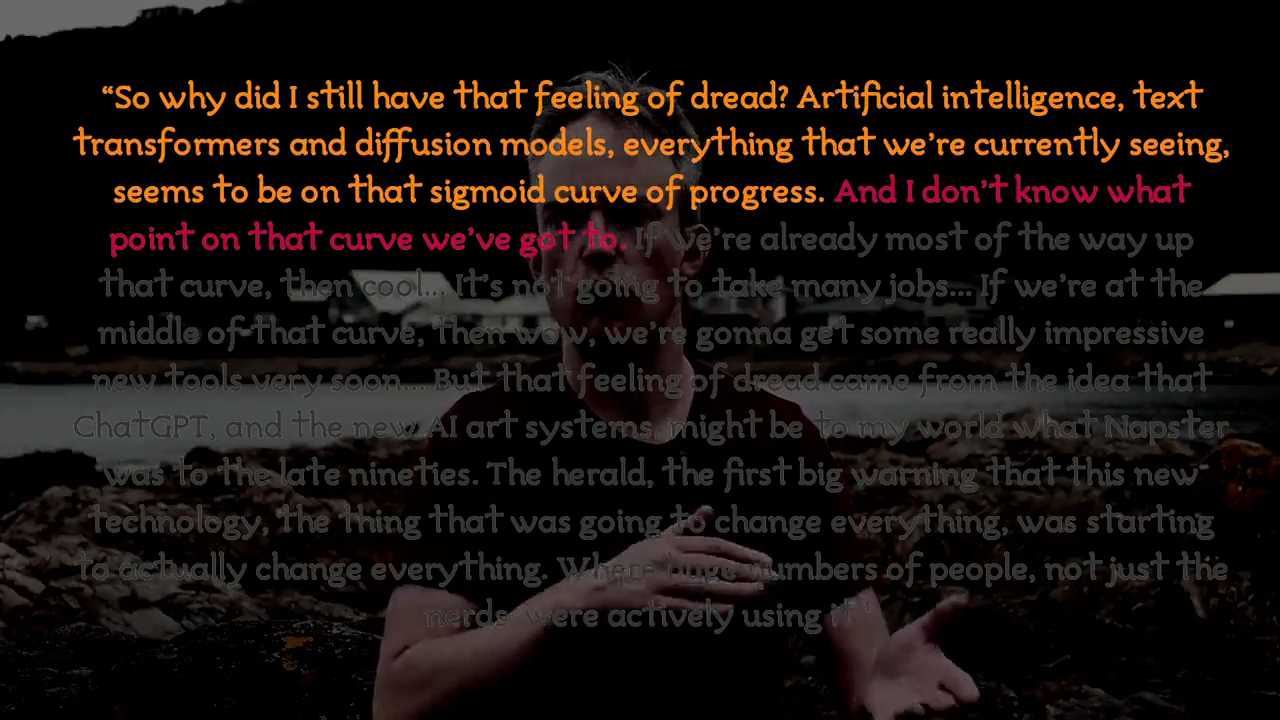 “So why did I still have that feeling of dread? Artificial intelligence, text
transformers and diffusion models, everything that we’re currently seeing,
seems to be on that sigmoid curve of progress. And I don’t know what
point on that curve we’ve got to. If we’re already most of the way up
that curve, then cool... It’s not going to take many jobs... If we’re at the
middle of that curve, then wow, we’re gonna get some really impressive
new tools very soon... But that feeling of dread came from the idea that
ChatGPT, and the new AI art systems, might be to my world what Napster
was to the late nineties. The herald, the first big warning that this new
technology, the thing that was going to change everything, was starting
to actually change everything. Where huge numbers of people, not just the
nerds, were actively using it.”